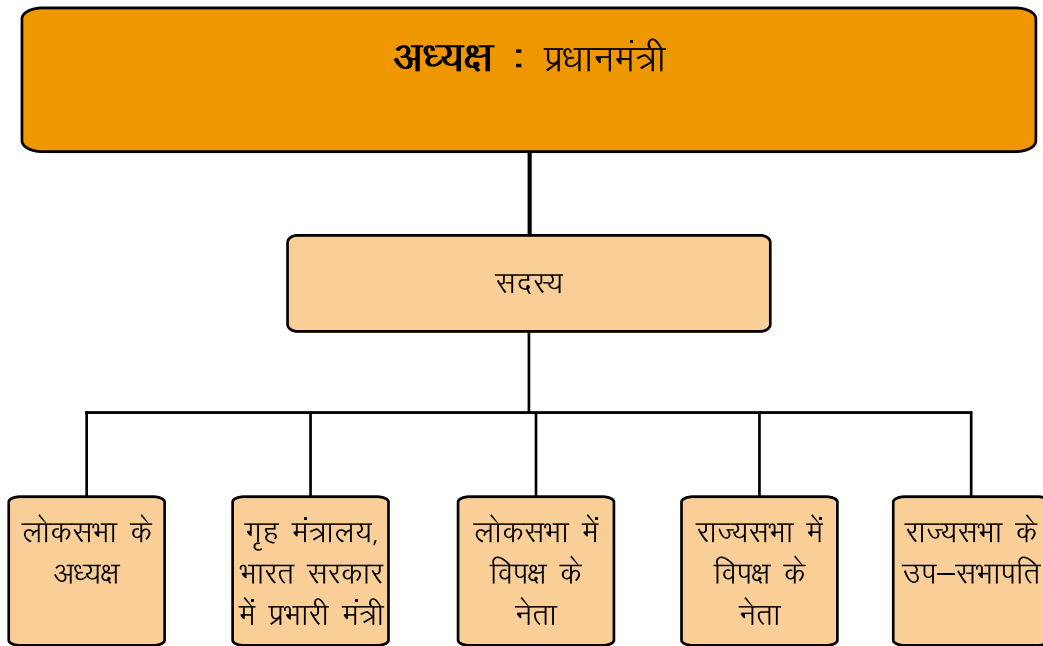 अध्यक्ष : प्रधानमंत्री
सदस्य
लोकसभा के
अध्यक्ष
गृह मंत्रालय,
भारत सरकार
में प्रभारी मंत्री
लोकसभा में
विपक्ष के
नेता
राज्यसभा में
विपक्ष के
नेता
राज्यसभा के
उप–सभापति